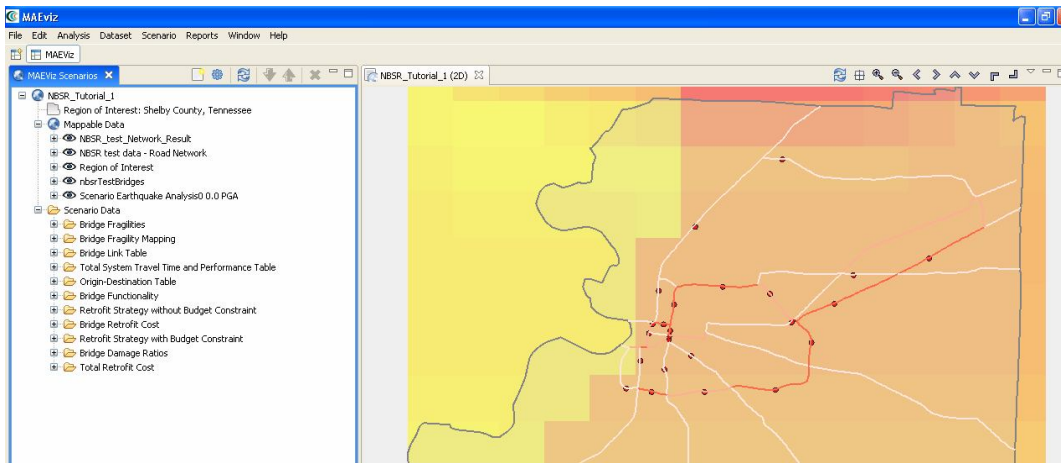 MAEviz
File Edit Analysis Dataset Scenario Reports Window Help
MAEViz
MAEViz Scenarios
NBSR_Tutorial_1 (2D)
NBSR_Tutorial_1
Region of Interest: Shelby County, Tennessee
Mappable Data
NBSR_test_Network_Result
NBSR test data - Road Network
Region of Interest
nbsrTestBridges
Scenario Earthquake Analysis0 0.0 PGA
Scenario Data
Bridge Fragilities
Bridge Fragility Mapping
Bridge Link Table
Total System Travel Time and Performance Table
Origin-Destination Table
Bridge Functionality
Retrofit Strategy without Budget Constraint
Bridge Retrofit Cost
Retrofit Strategy with Budget Constraint
Bridge Damage Ratios
Total Retrofit Cost